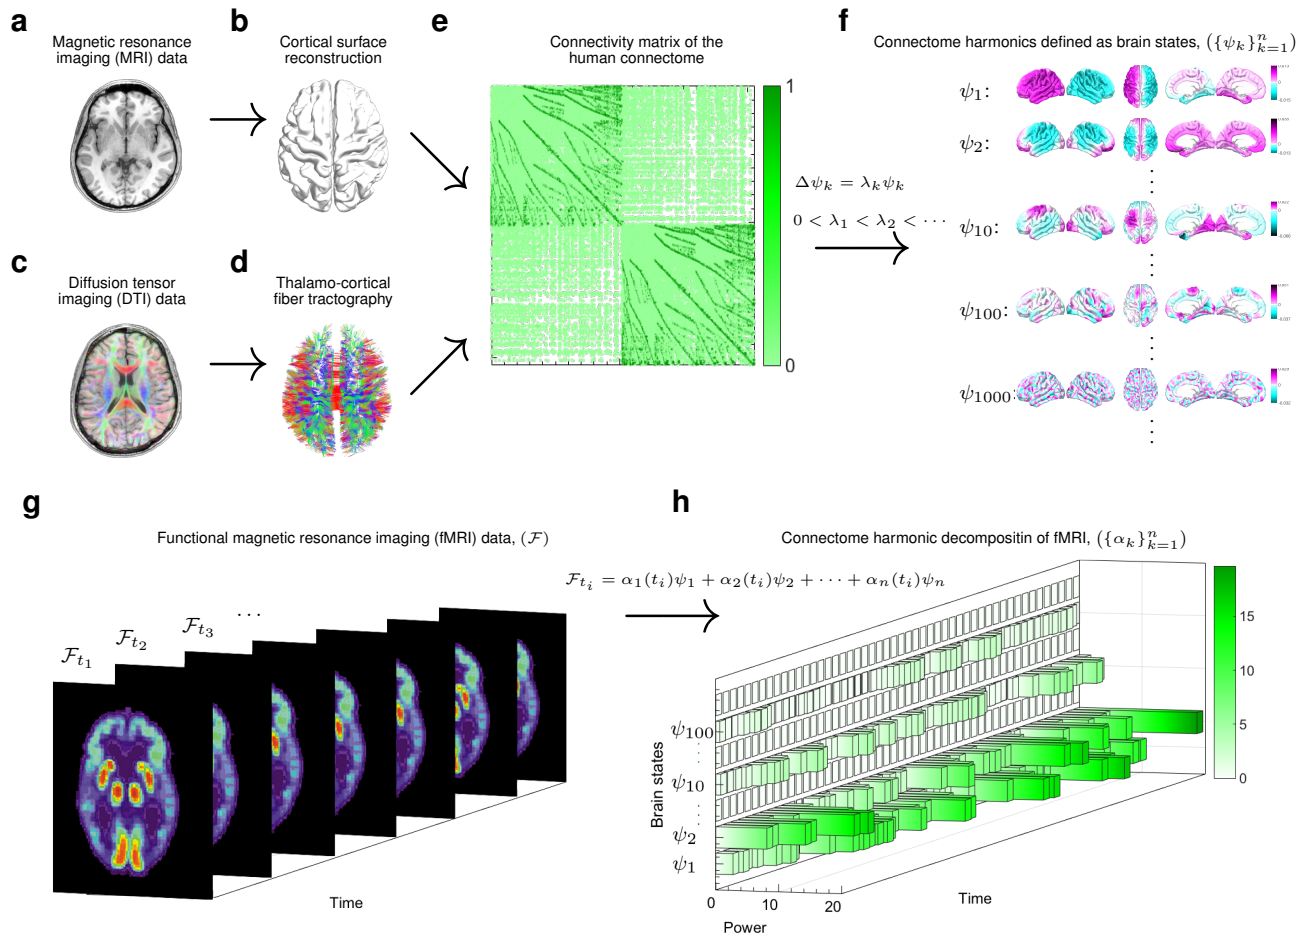 a
Magnetic resonance
imaging (MRI) data
b
Cortical surface
reconstruction
c
Diffusion tensor
imaging (DTI) data
d
Thalamo-cortical
fiber tractography
e
Connectivity matrix of the
human connectome
1
0
Δψk = λkψk
0 < λ1 < λ2 < ···
f
Connectome harmonics defined as brain states, ({ψk}ⁿk=1)
ψ1:
ψ2:
ψ10:
ψ100:
ψ1000:
g
Functional magnetic resonance imaging (fMRI) data, (F)
Ft1
Ft2
Ft3
...
Time
Fti = α1(ti)ψ1 + α2(ti)ψ2 + ··· + αn(ti)ψn
h
Connectome harmonic decompositin of fMRI, ({αk}ⁿk=1)
15
10
5
0
Brain states
ψ100
ψ10
ψ2
ψ1
0
10
20
Power
Time